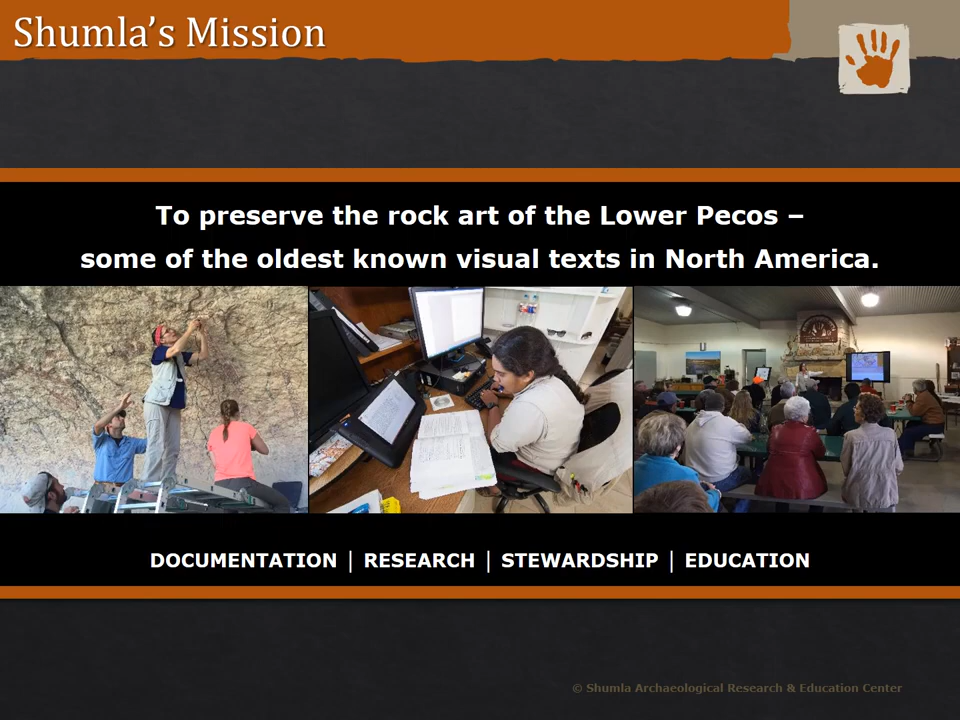 Shumla's Mission
To preserve the rock art of the Lower Pecos –
some of the oldest known visual texts in North America.
DOCUMENTATION | RESEARCH | STEWARDSHIP | EDUCATION
© Shumla Archaeological Research & Education Center